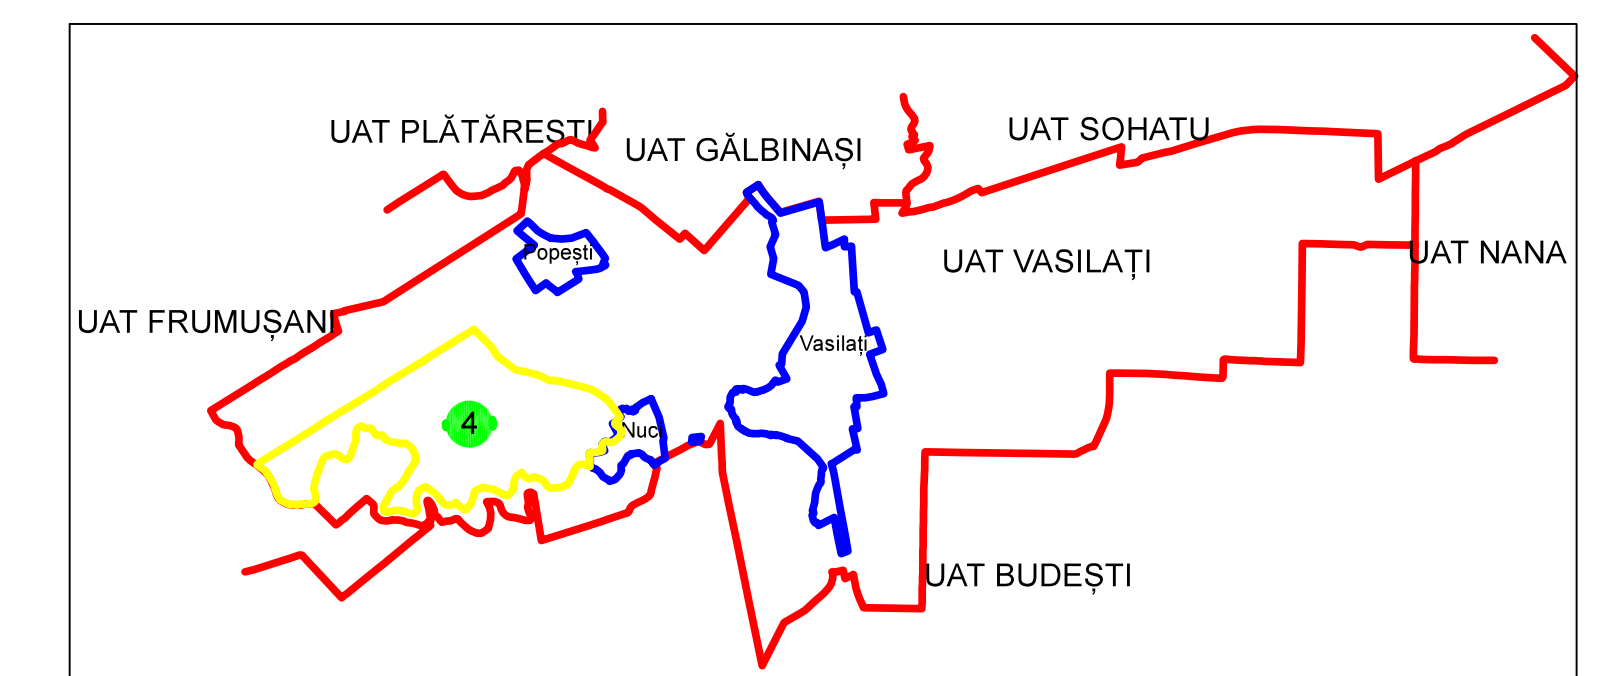 UAT PLĂTĂREȘTI
UAT GĂLBINAȘI
UAT SOHATU
Popești
UAT VASILAȚI
UAT NANA
UAT FRUMUȘANI
Vasilați
4
Nuci
UAT BUDEȘTI